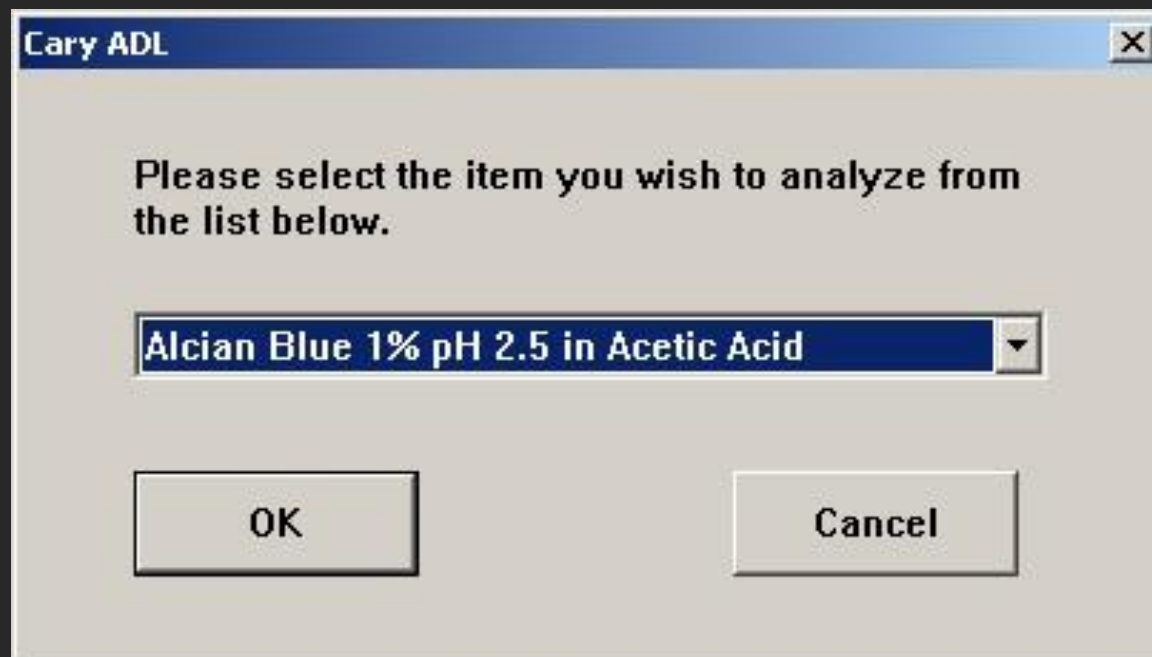 Cary ADL
Please select the item you wish to analyze from
the list below.
Alcian Blue 1% pH 2.5 in Acetic Acid
OK
Cancel